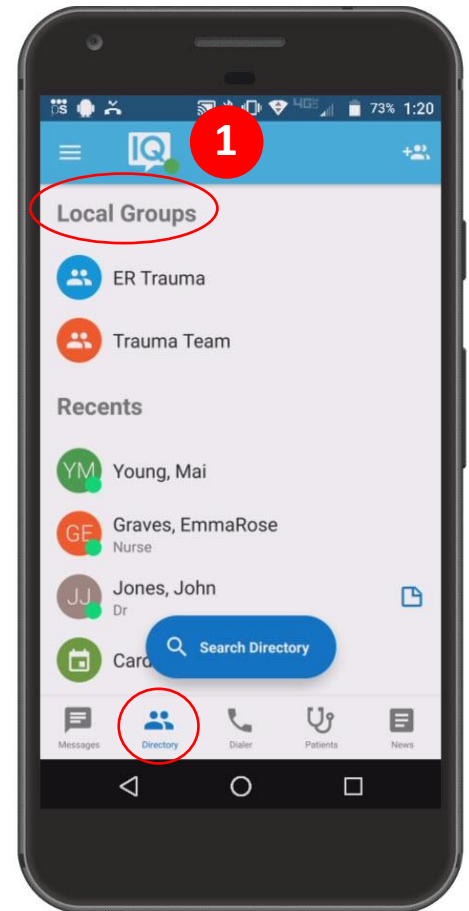 73% 1:20
IQ
1
Local Groups
ER Trauma
Trauma Team
Recents
YM Young, Mai
GE Graves, EmmaRose
Nurse
JJ Jones, John
Dr
Search Directory
Messages Directory Dialer Patients News